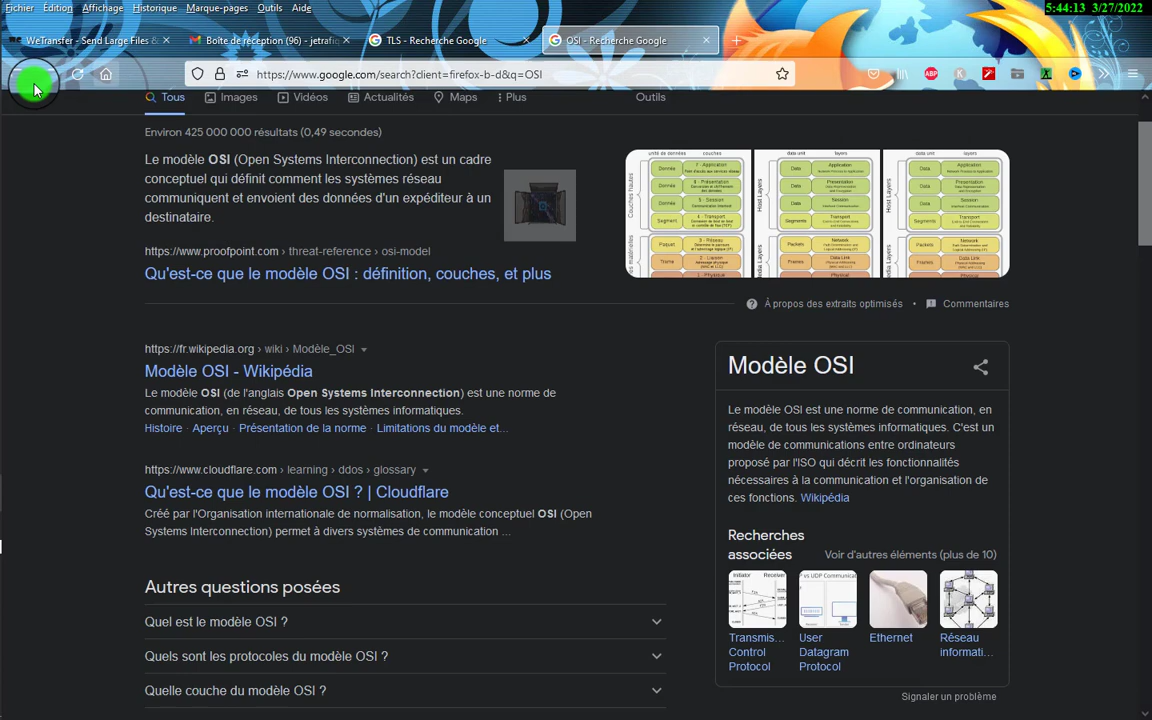 Fichier Édition Affichage Historique Marque-pages Outils Aide
5:44:13 3/27/2022
WeTransfer - Send Large Files &
Boîte de réception (96) - jetrafic
TLS - Recherche Google
OSI - Recherche Google
https://www.google.com/search?client=firefox-b-d&q=OSI
Tous Images Vidéos Actualités Maps Plus Outils
Environ 425 000 000 résultats (0,49 secondes)
Le modèle OSI (Open Systems Interconnection) est un cadre
conceptuel qui définit comment les systèmes réseau
communiquent et envoient des données d'un expéditeur à un
destinataire.
https://www.proofpoint.com › threat-reference › osi-model
Qu'est-ce que le modèle OSI : définition, couches, et plus
À propos des extraits optimisés • Commentaires
https://fr.wikipedia.org › wiki › Modèle_OSI
Modèle OSI - Wikipédia
Le modèle OSI (de l'anglais Open Systems Interconnection) est une norme de
communication, en réseau, de tous les systèmes informatiques.
Histoire · Aperçu · Présentation de la norme · Limitations du modèle et...
https://www.cloudflare.com › learning › ddos › glossary
Qu'est-ce que le modèle OSI ? | Cloudflare
Créé par l'Organisation internationale de normalisation, le modèle conceptuel OSI (Open
Systems Interconnection) permet à divers systèmes de communication ...
Autres questions posées
Quel est le modèle OSI ?
Quels sont les protocoles du modèle OSI ?
Quelle couche du modèle OSI ?
Modèle OSI
Le modèle OSI est une norme de communication, en
réseau, de tous les systèmes informatiques. C'est un
modèle de communications entre ordinateurs
proposé par l'ISO qui décrit les fonctionnalités
nécessaires à la communication et l'organisation de
ces fonctions. Wikipédia
Recherches
associées
Voir d'autres éléments (plus de 10)
Transmis...
Control
Protocol
User
Datagram
Protocol
Ethernet
Réseau
informati...
Signaler un problème